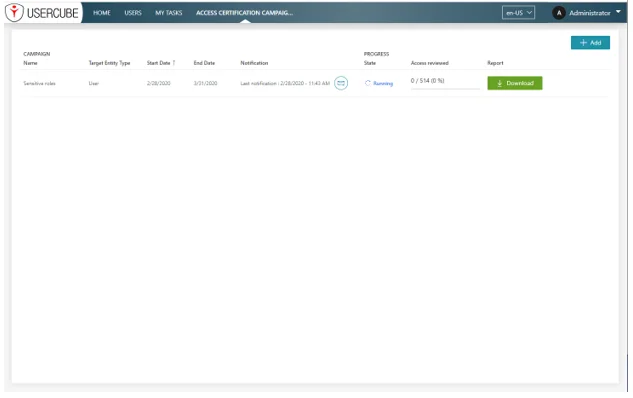 USERCUBE HOME USERS MY TASKS ACCESS CERTIFICATION CAMPAIG... en-US A Administrator
+ Add
CAMPAIGN PROGRESS
Name Target Entity Type Start Date ↑ End Date Notification State Access reviewed Report
Sensitive roles User 2/28/2020 3/31/2020 Last notification : 2/28/2020 - 11:43 AM Running 0 / 514 (0 %) Download